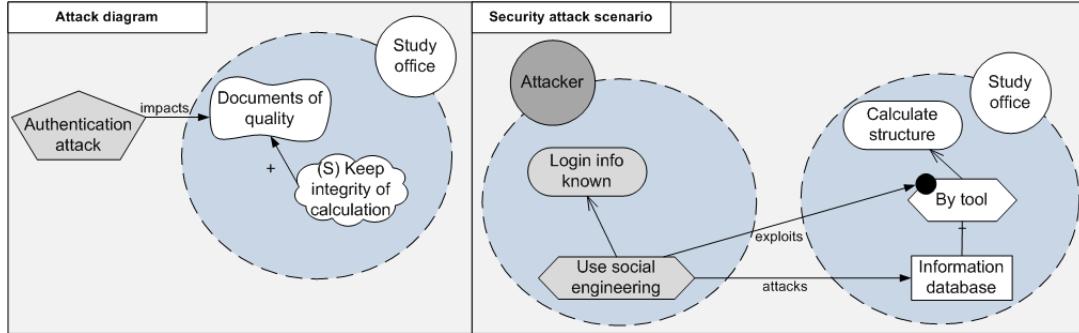 Attack diagram
Study
office
Documents of
quality
impacts
Authentication
attack
+
(S) Keep
integrity of
calculation
Security attack scenario
Attacker
Study
office
Calculate
structure
Login info
known
By tool
exploits
Use social
engineering
attacks
Information
database